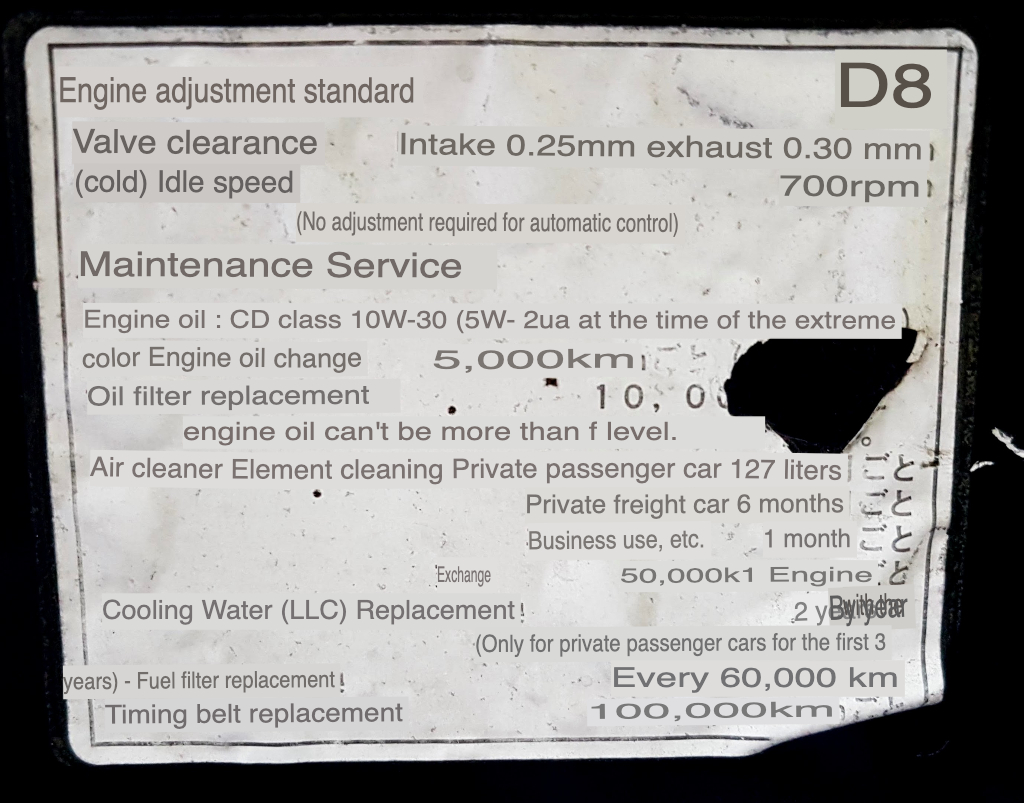 Engine adjustment standard
D8
Valve clearance Intake 0.25mm exhaust 0.30 mm
(cold) Idle speed 700rpm
(No adjustment required for automatic control)
Maintenance Service
Engine oil : CD class 10W-30 (5W- 2ua at the time of the extreme
color Engine oil change 5,000km
Oil filter replacement 10,0
engine oil can't be more than f level.
Air cleaner Element cleaning Private passenger car 127 liters と
Private freight car 6 months と
Business use, etc. 1 month と
Exchange 50,000k1 Engine と
Cooling Water (LLC) Replacement 2
(Only for private passenger cars for the first 3
years) - Fuel filter replacement Every 60,000 km
Timing belt replacement 100,000km